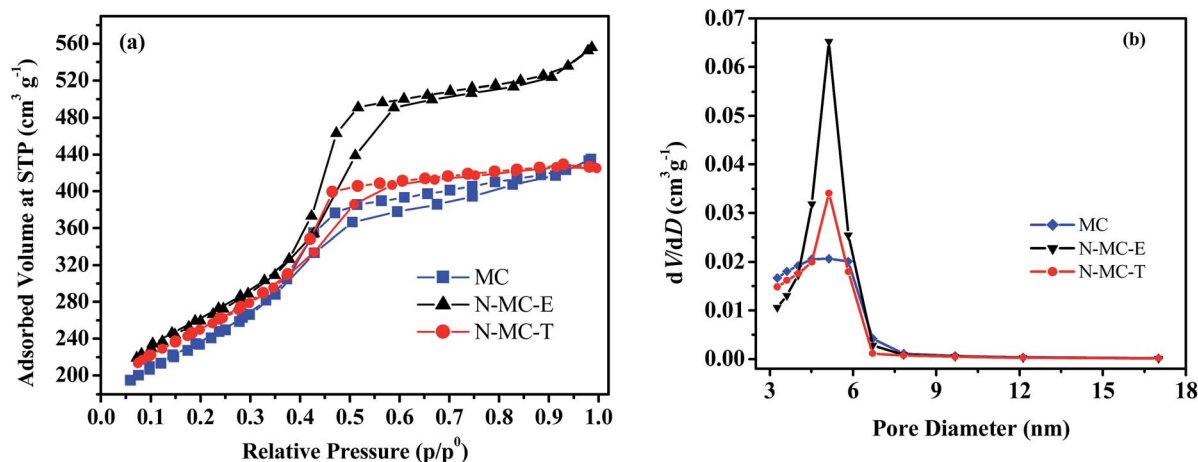 (a)
Adsorbed Volume at STP (cm³ g⁻¹)
560
520
480
440
400
360
320
280
240
200
MC
N-MC-E
N-MC-T
0.0 0.1 0.2 0.3 0.4 0.5 0.6 0.7 0.8 0.9 1.0
Relative Pressure (p/p⁰)
(b)
dV/dD (cm³g⁻¹)
0.07
0.06
0.05
0.04
0.03
0.02
0.01
0.00
MC
N-MC-E
N-MC-T
3 6 9 12 15 18
Pore Diameter (nm)